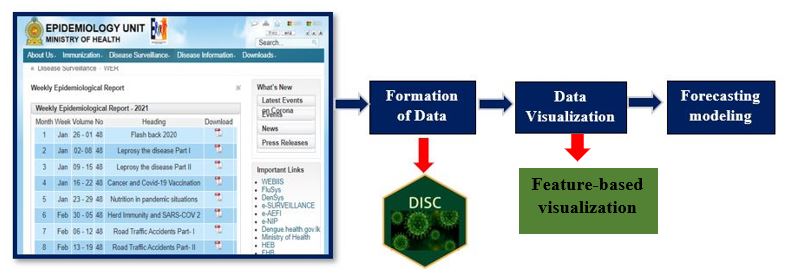 EPIDEMIOLOGY UNIT
MINISTRY OF HEALTH
Search...
About Us Immunization Disease Surveillance Disease Information Downloads
Disease Surveillance WER
Weekly Epidemiological Report
Weekly Epidemiological Report - 2021
Month Week Volume No Heading Download
1 Jan 26 - 01 48 Flash back 2020
2 Jan 02- 08 48 Leprosy the disease Part I
3 Jan 09 - 15 48 Leprosy the disease Part II
4 Jan 16 - 22 48 Cancer and Covid-19 Vaccination
5 Jan 23 - 29 48 Nutrition in pandemic situations
6 Feb 30 - 05 48 Herd Immunity and SARS-COV 2
7 Feb 06 - 12 48 Road Traffic Accidents Part- I
8 Feb 13 - 19 48 Road Traffic Accidents Part- II
What's New
Latest Events
on Corona
Events
News
Press Releases
Important Links
WEBIIS
FluSys
DenSys
e-SURVEILLANCE
e-AEFI
e-NIP
Dengue.health.gov.lk
Ministry of Health
HEB
FHB
Formation
of Data
Data
Visualization
Forecasting
modeling
DISC
Feature-based
visualization